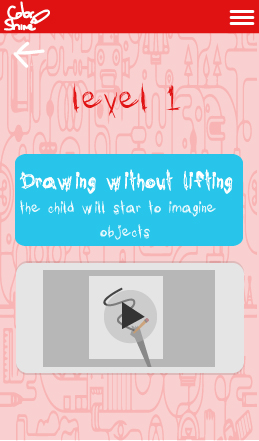 Color
Shine
level 1
Drawing without lifting
the child will star to imagine
objects